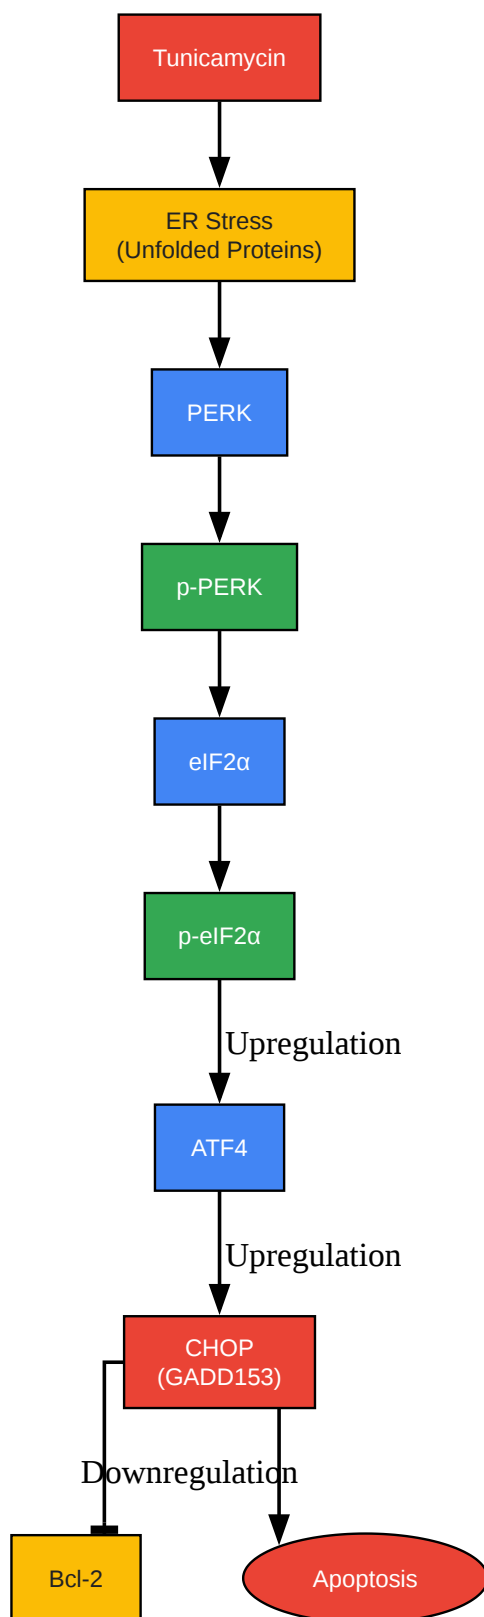 Tunicamycin
ER Stress
(Unfolded Proteins)
PERK
p-PERK
eIF2α
p-eIF2α
Upregulation
ATF4
Upregulation
CHOP
(GADD153)
Downregulation
Bcl-2
Apoptosis